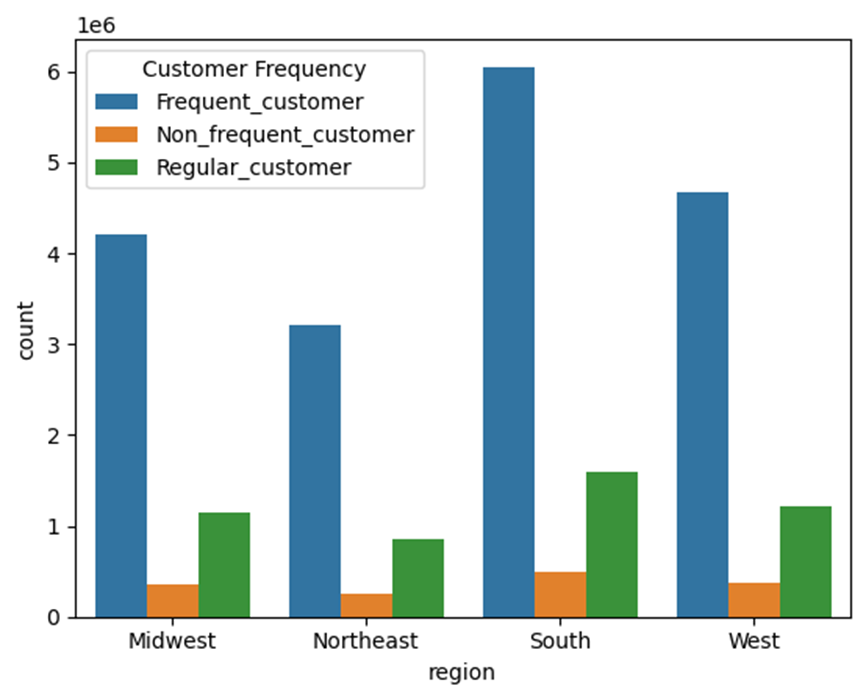 1e6
Customer Frequency
Frequent_customer
Non_frequent_customer
Regular_customer
6
5
4
3
2
1
0
count
Midwest Northeast South West
region